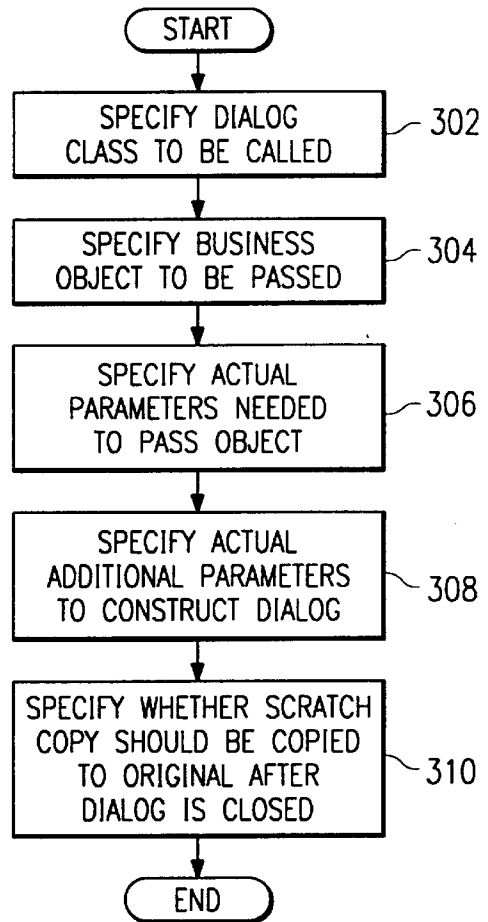 START
SPECIFY DIALOG
CLASS TO BE CALLED
302
SPECIFY BUSINESS
OBJECT TO BE PASSED
304
SPECIFY ACTUAL
PARAMETERS NEEDED
TO PASS OBJECT
306
SPECIFY ACTUAL
ADDITIONAL PARAMETERS
TO CONSTRUCT DIALOG
308
SPECIFY WHETHER SCRATCH
COPY SHOULD BE COPIED
TO ORIGINAL AFTER
DIALOG IS CLOSED
310
END